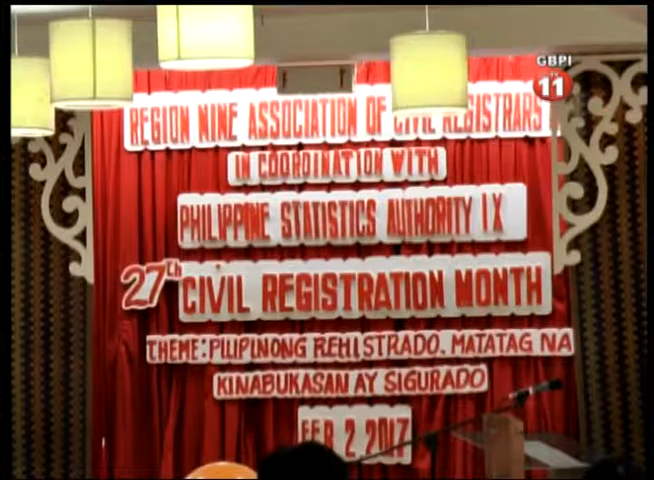 GBPI
TV
11
REGION NINE ASSOCIATION OF CIVIL REGISTRARS
IN COORDINATION WITH
PHILIPPINE STATISTICS AUTHORITY IX
27th CIVIL REGISTRATION MONTH
THEME: PILIPINONG REHISTRADO. MATATAG NA
KINABUKASAN AY SIGURADO
FEB 2 2017